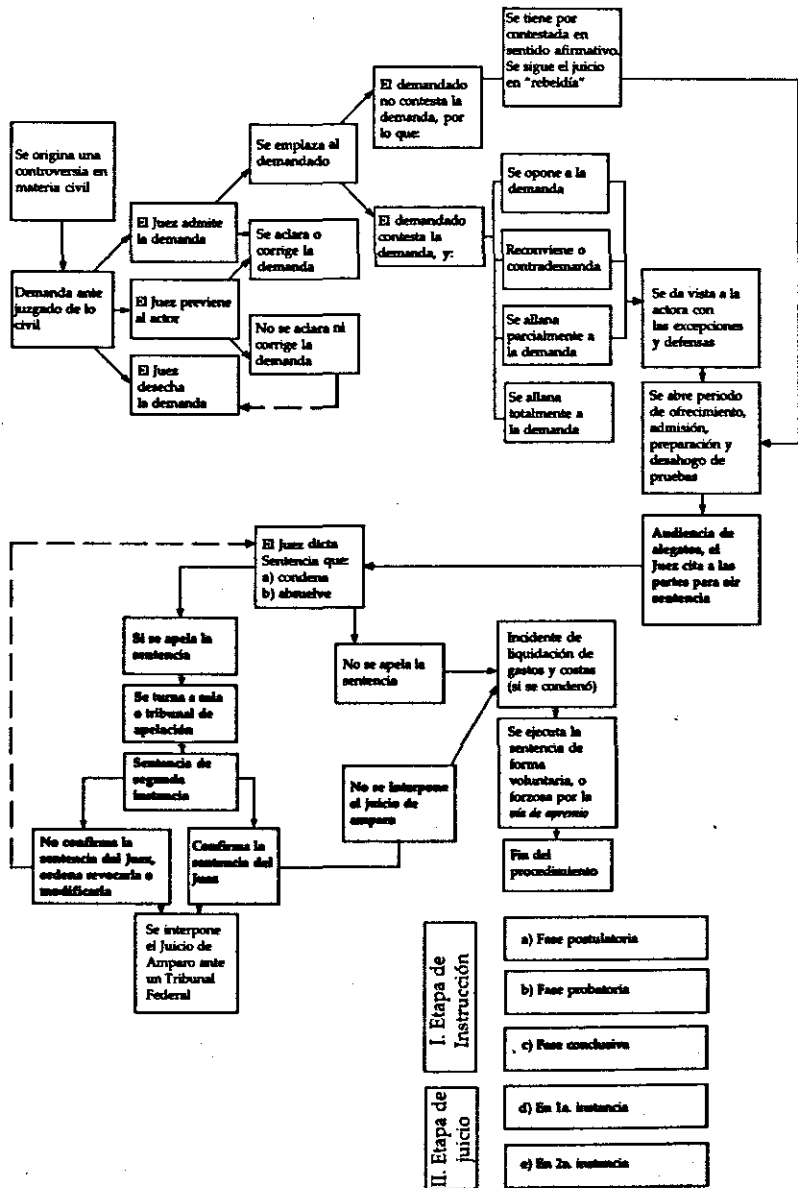 Se tiene por
contestada en
sentido afirmativo.
Se sigue el juicio
en "rebeldía"
El demandado
no contesta la
demanda, por
lo que:
Se origina una
controversia en
materia civil
Se emplaza al
demandado
Se opone a la
demanda
El Juez admite
la demanda
Se aclara o
corrige la
demanda
El demandado
contesta la
demanda, y:
Reconviene o
contrademanda
Demanda ante
juzgado de lo
civil
El Juez previene
al actor
Se da vista a la
actora con
las excepciones
y defensas
No se aclara ni
corrige la
demanda
Se allana
parcialmente a
la demanda
El Juez
desecha
la demanda
Se allana
totalmente a
la demanda
Se abre periodo
de ofrecimiento,
admisión,
preparación y
desahogo de
pruebas
El Juez dicta
Sentencia que:
a) condena
b) absuelve
Audiencia de
alegatos, el
Juez cita a las
partes para oir
sentencia
Si se apela la
sentencia
No se apela la
sentencia
Incidente de
liquidación de
gastos y costas
(si se condenó)
Se turna a sala
o tribunal de
apelación
Se ejecuta la
sentencia de
forma
voluntaria, o
forzosa por la
vía de apremio
Sentencia de
segunda
instancia
No se interpone
el juicio de
amparo
No confirma la
sentencia del Juez,
ordena revocarla o
modificarla
Confirma la
sentencia del
Juez
Fin del
procedimiento
Se interpone
el Juicio de
Amparo ante
un Tribunal
Federal
I. Etapa de
Instrucción
a) Fase postulatoria
b) Fase probatoria
c) Fase conclusiva
II. Etapa de
juicio
d) En 1a. instancia
e) En 2a. instancia